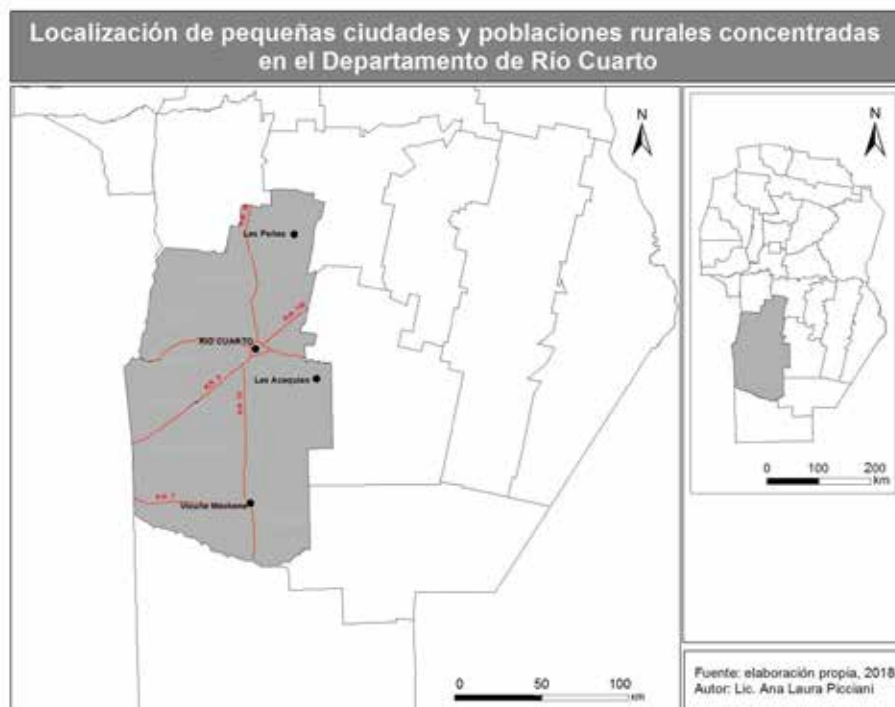 Localización de pequeñas ciudades y poblaciones rurales concentradas
en el Departamento de Río Cuarto
N
N
Las Peñas
RIO CUARTO
Las Acequias
Vicuña Mackena
0 100 200
km
0 50 100
km
Fuente: elaboración propia, 2018
Autor: Lic. Ana Laura Picciani